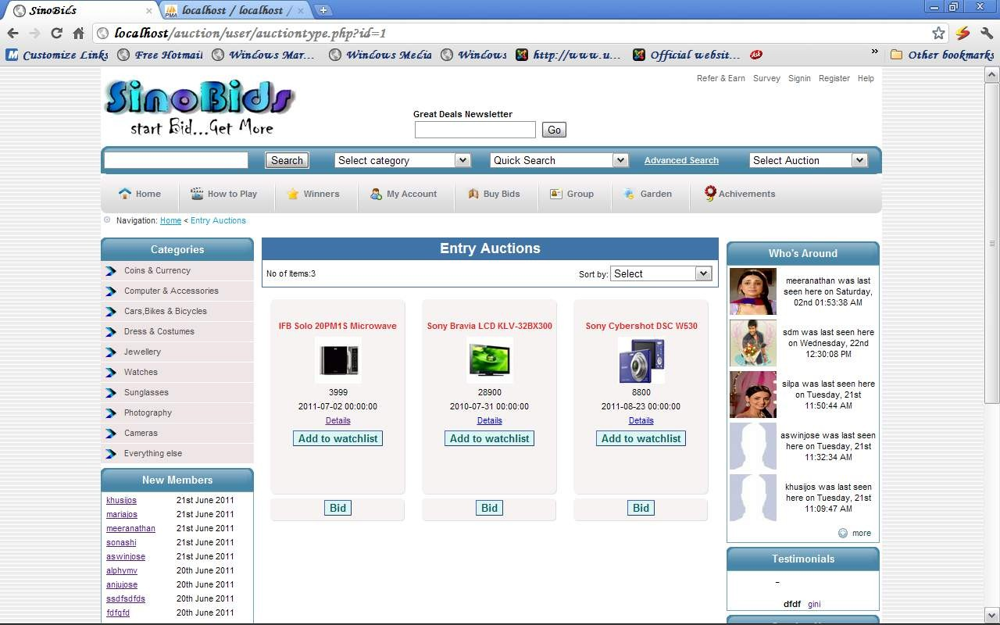 SinoBids
localhost / localhost /
localhost/auction/user/auctiontype.php?id=1
Customize Links Free Hotmail Windows Mar... Windows Media Windows http://www.u... Official websit... Ask » Other bookmarks
SinoBids
start Bid...Get More
Refer & Earn Survey Signin Register Help
Great Deals Newsletter
Go
Search Select category Quick Search Advanced Search Select Auction
Home How to Play Winners My Account Buy Bids Group Garden Achivements
Navigation: Home < Entry Auctions
Categories
Coins & Currency
Computer & Accessories
Cars,Bikes & Bicycles
Dress & Costumes
Jewellery
Watches
Sunglasses
Photography
Cameras
Everything else
New Members
khusijos 21st June 2011
mariajos 21st June 2011
meeranathan 21st June 2011
sonashi 21st June 2011
aswinjose 21st June 2011
alphymv 20th June 2011
anjujose 20th June 2011
ssdfsdfds 20th June 2011
fdfgfd 20th June 2011
Entry Auctions
No of Items:3 Sort by: Select
IFB Solo 20PM1S Microwave
3999
2011-07-02 00:00:00
Details
Add to watchlist
Bid
Sony Bravia LCD KLV-32BX300
28900
2010-07-31 00:00:00
Details
Add to watchlist
Bid
Sony Cybershot DSC W530
8800
2011-08-23 00:00:00
Details
Add to watchlist
Bid
Who's Around
meeranathan was last
seen here on Saturday,
02nd 01:53:38 AM
sdm was last seen here
on Wednesday, 22nd
12:30:08 PM
silpa was last seen here
on Tuesday, 21st
11:50:44 AM
aswinjose was last seen
here on Tuesday, 21st
11:32:34 AM
khusijos was last seen
here on Tuesday, 21st
11:09:47 AM
more
Testimonials
-
dfdf gini